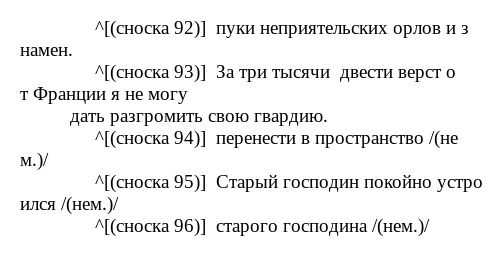 ^[(сноска 92)]  пуки неприятельских орлов и з
намен.
^[(сноска 93)]  За три тысячи  двести верст о
т Франции я не могу
дать разгромить свою гвардию.
^[(сноска 94)]  перенести в пространство /(не
м.)/
^[(сноска 95)]  Старый господин покойно устро
ился /(нем.)/
^[(сноска 96)]  старого господина /(нем.)/